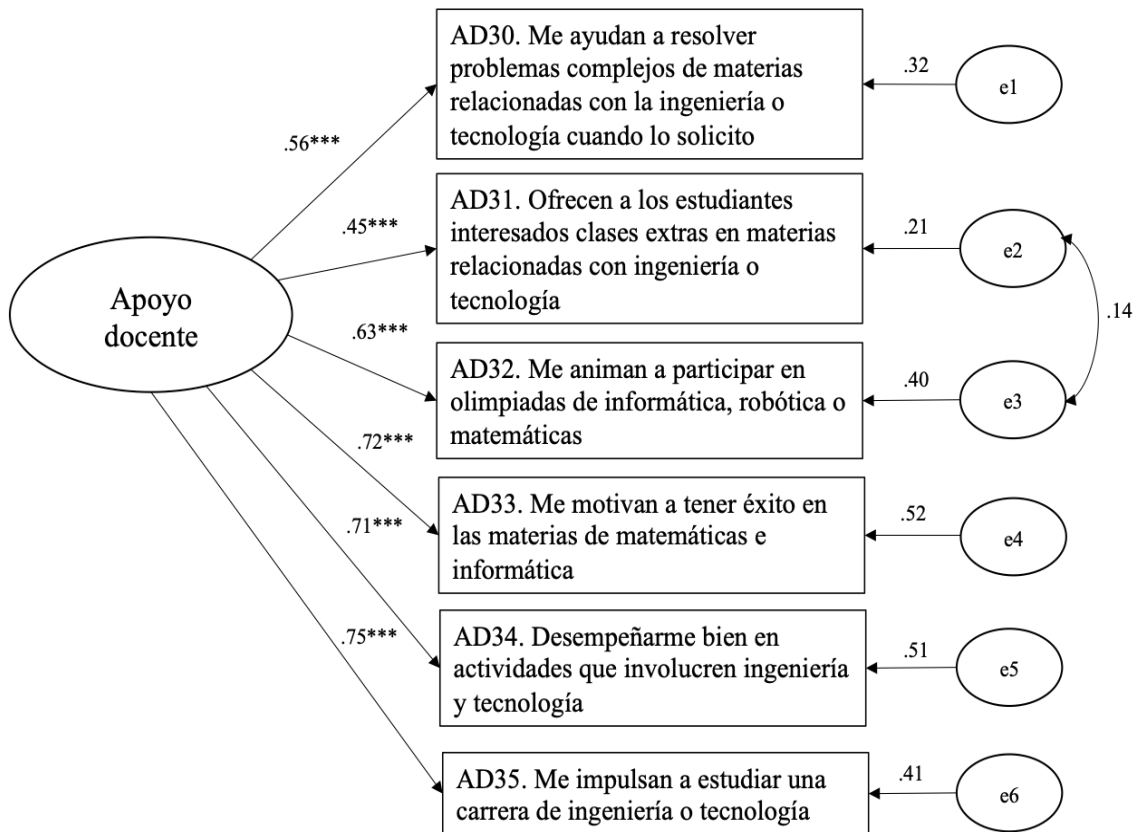 AD30. Me ayudan a resolver
problemas complejos de materias
relacionadas con la ingeniería o
tecnología cuando lo solicito
.32
e1
.56***
AD31. Ofrecen a los estudiantes
interesados clases extras en materias
relacionadas con ingeniería o
tecnología
.45***
.21
e2
Apoyo
docente
.14
.63***
AD32. Me animan a participar en
olimpiadas de informática, robótica o
matemáticas
.40
e3
.72***
AD33. Me motivan a tener éxito en
las materias de matemáticas e
informática
.52
e4
.71***
AD34. Desempeñarme bien en
actividades que involucren ingeniería
y tecnología
.51
e5
.75***
AD35. Me impulsan a estudiar una
carrera de ingeniería o tecnología
.41
e6